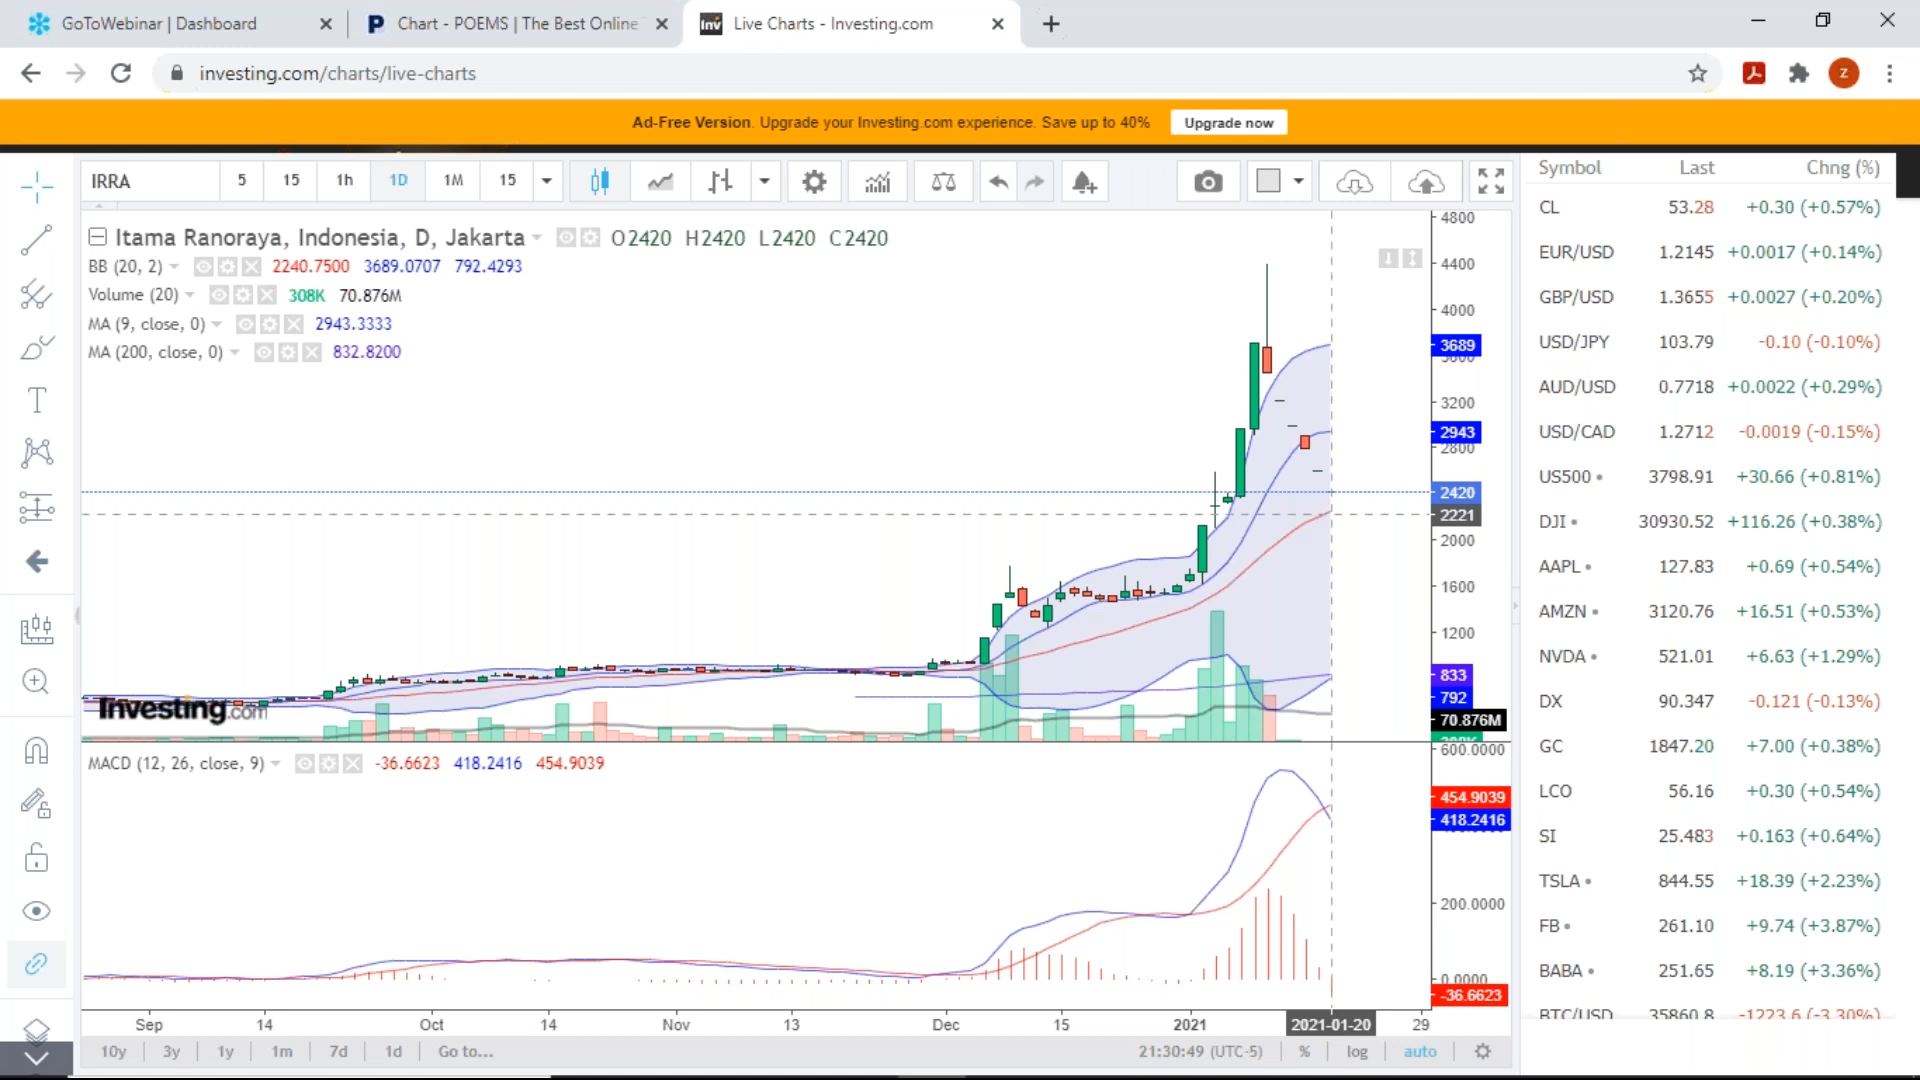 GoToWebinar | Dashboard
Chart - POEMS | The Best Online
Live Charts - Investing.com
investing.com/charts/live-charts
Z
Ad-Free Version. Upgrade your Investing.com experience. Save up to 40% Upgrade now
IRRA 5 15 1h 1D 1M 15
Itama Ranoraya, Indonesia, D, Jakarta O2420 H2420 L2420 C2420
BB (20, 2) 2240.7500 3689.0707 792.4293
Volume (20) 308K 70.876M
MA (9, close, 0) 2943.3333
MA (200, close, 0) 832.8200
4800
4400
4000
3689
3200
2943
2800
2420
2221
2000
1600
1200
833
792
70.876M
600.0000
Investing.com
MACD (12, 26, close, 9) -36.6623 418.2416 454.9039
454.9039
418.2416
200.0000
0.0000
-36.6623
Sep 14 Oct 14 Nov 13 Dec 15 2021 2021-01-20 29
10y 3y 1y 1m 7d 1d Go to... 21:30:49 (UTC-5) % log auto
Symbol Last Chng (%)
CL 53.28 +0.30 (+0.57%)
EUR/USD 1.2145 +0.0017 (+0.14%)
GBP/USD 1.3655 +0.0027 (+0.20%)
USD/JPY 103.79 -0.10 (-0.10%)
AUD/USD 0.7718 +0.0022 (+0.29%)
USD/CAD 1.2712 -0.0019 (-0.15%)
US500 3798.91 +30.66 (+0.81%)
DJI 30930.52 +116.26 (+0.38%)
AAPL 127.83 +0.69 (+0.54%)
AMZN 3120.76 +16.51 (+0.53%)
NVDA 521.01 +6.63 (+1.29%)
DX 90.347 -0.121 (-0.13%)
GC 1847.20 +7.00 (+0.38%)
LCO 56.16 +0.30 (+0.54%)
SI 25.483 +0.163 (+0.64%)
TSLA 844.55 +18.39 (+2.23%)
FB 261.10 +9.74 (+3.87%)
BABA 251.65 +8.19 (+3.36%)
BTC/USD 35860.8 -1223.6 (-3.30%)